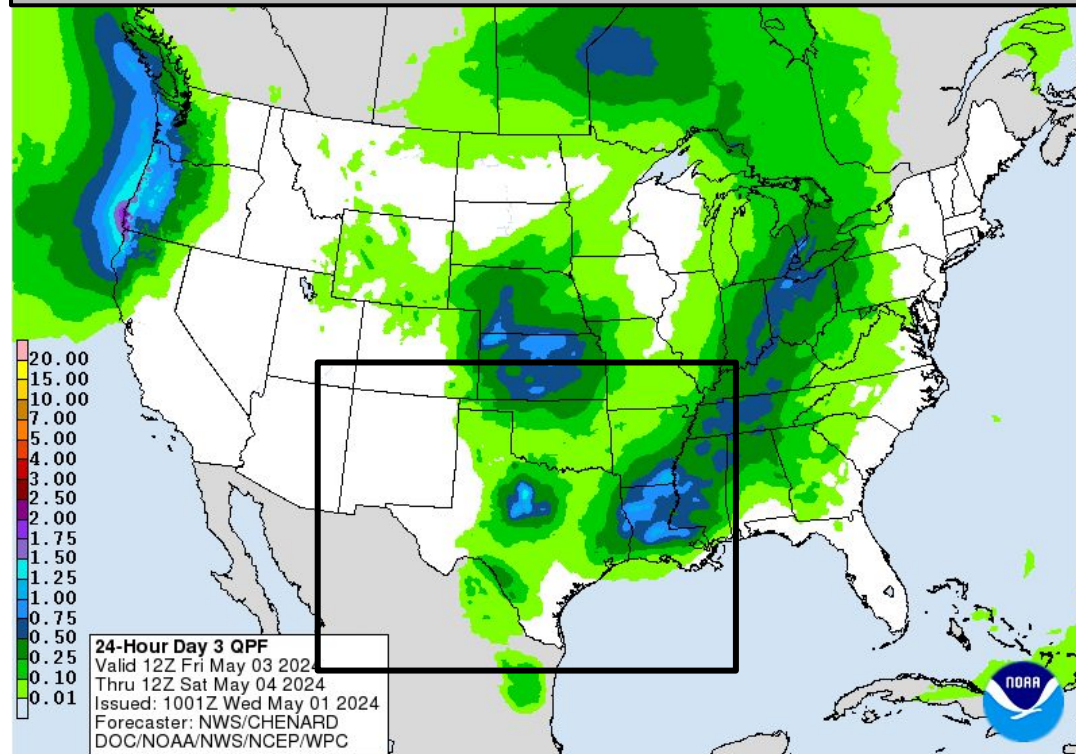 20.00
15.00
10.00
7.00
5.00
4.00
3.00
2.50
2.00
1.75
1.50
1.25
1.00
0.75
0.50
0.25
0.10
0.01
24-Hour Day 3 QPF
Valid 12Z Fri May 03 2024
Thru 12Z Sat May 04 2024
Issued: 1001Z Wed May 01 2024
Forecaster: NWS/CHENARD
DOC/NOAA/NWS/NCEP/WPC
NOAA